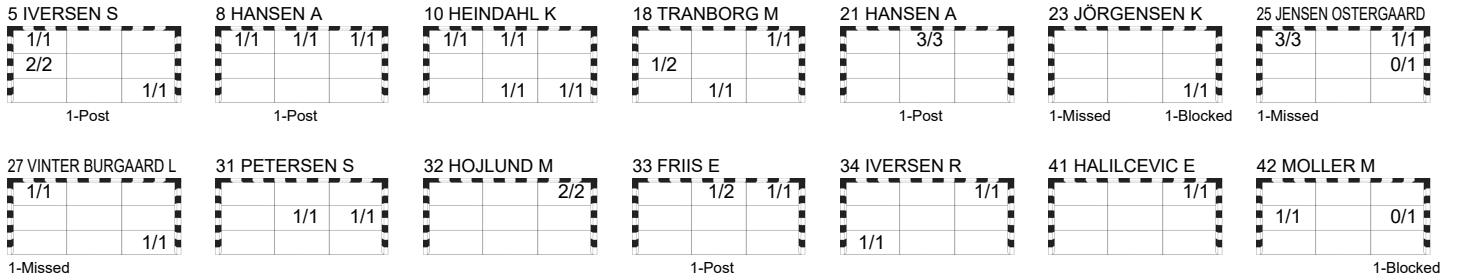 5 IVERSEN S 8 HANSEN A 10 HEINDAHL K 18 TRANBORG M 21 HANSEN A 23 JÖRGENSEN K 25 JENSEN OSTERGAARD
1/1 1/1 1/1 1/1 1/1 1/1 1/1 3/3 3/3 1/1
2/2 1/2 0/1
1/1 1/1 1/1 1/1 1/1
1-Post 1-Post 1-Post 1-Missed 1-Blocked 1-Missed
27 VINTER BURGAARD L 31 PETERSEN S 32 HOJLUND M 33 FRIIS E 34 IVERSEN R 41 HALILCEVIC E 42 MOLLER M
1/1 2/2 1/2 1/1 1/1 1/1
1/1 1/1 1/1 0/1
1/1 1/1
1-Missed 1-Post 1-Blocked